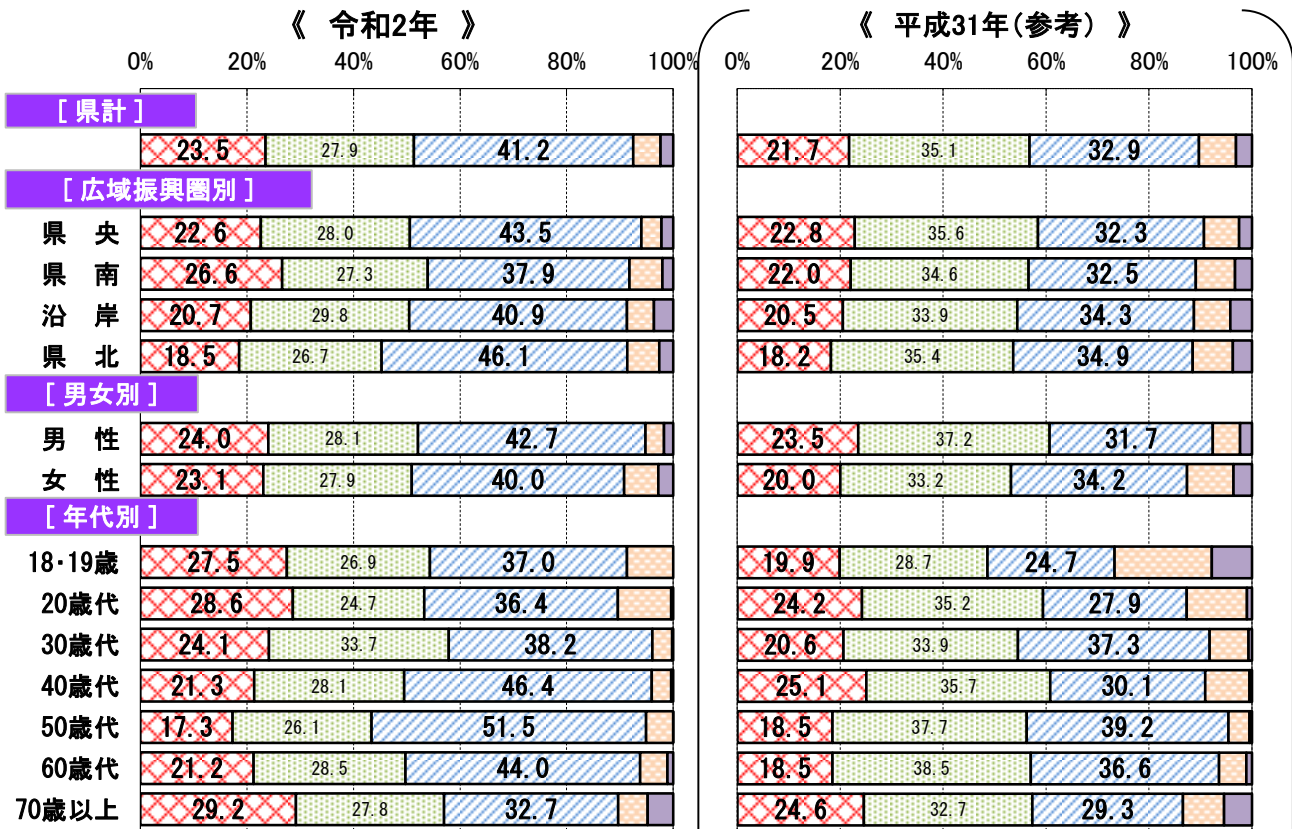 《 令和2年 》 《 平成31年(参考) 》
0% 20% 40% 60% 80% 100% 0% 20% 40% 60% 80% 100%
[ 県計 ]
23.5 27.9 41.2 21.7 35.1 32.9
[ 広域振興圏別 ]
県 央 22.6 28.0 43.5 22.8 35.6 32.3
県 南 26.6 27.3 37.9 22.0 34.6 32.5
沿 岸 20.7 29.8 40.9 20.5 33.9 34.3
県 北 18.5 26.7 46.1 18.2 35.4 34.9
[ 男女別 ]
男 性 24.0 28.1 42.7 23.5 37.2 31.7
女 性 23.1 27.9 40.0 20.0 33.2 34.2
[ 年代別 ]
18・19歳 27.5 26.9 37.0 19.9 28.7 24.7
20歳代 28.6 24.7 36.4 24.2 35.2 27.9
30歳代 24.1 33.7 38.2 20.6 33.9 37.3
40歳代 21.3 28.1 46.4 25.1 35.7 30.1
50歳代 17.3 26.1 51.5 18.5 37.7 39.2
60歳代 21.2 28.5 44.0 18.5 38.5 36.6
70歳以上 29.2 27.8 32.7 24.6 32.7 29.3